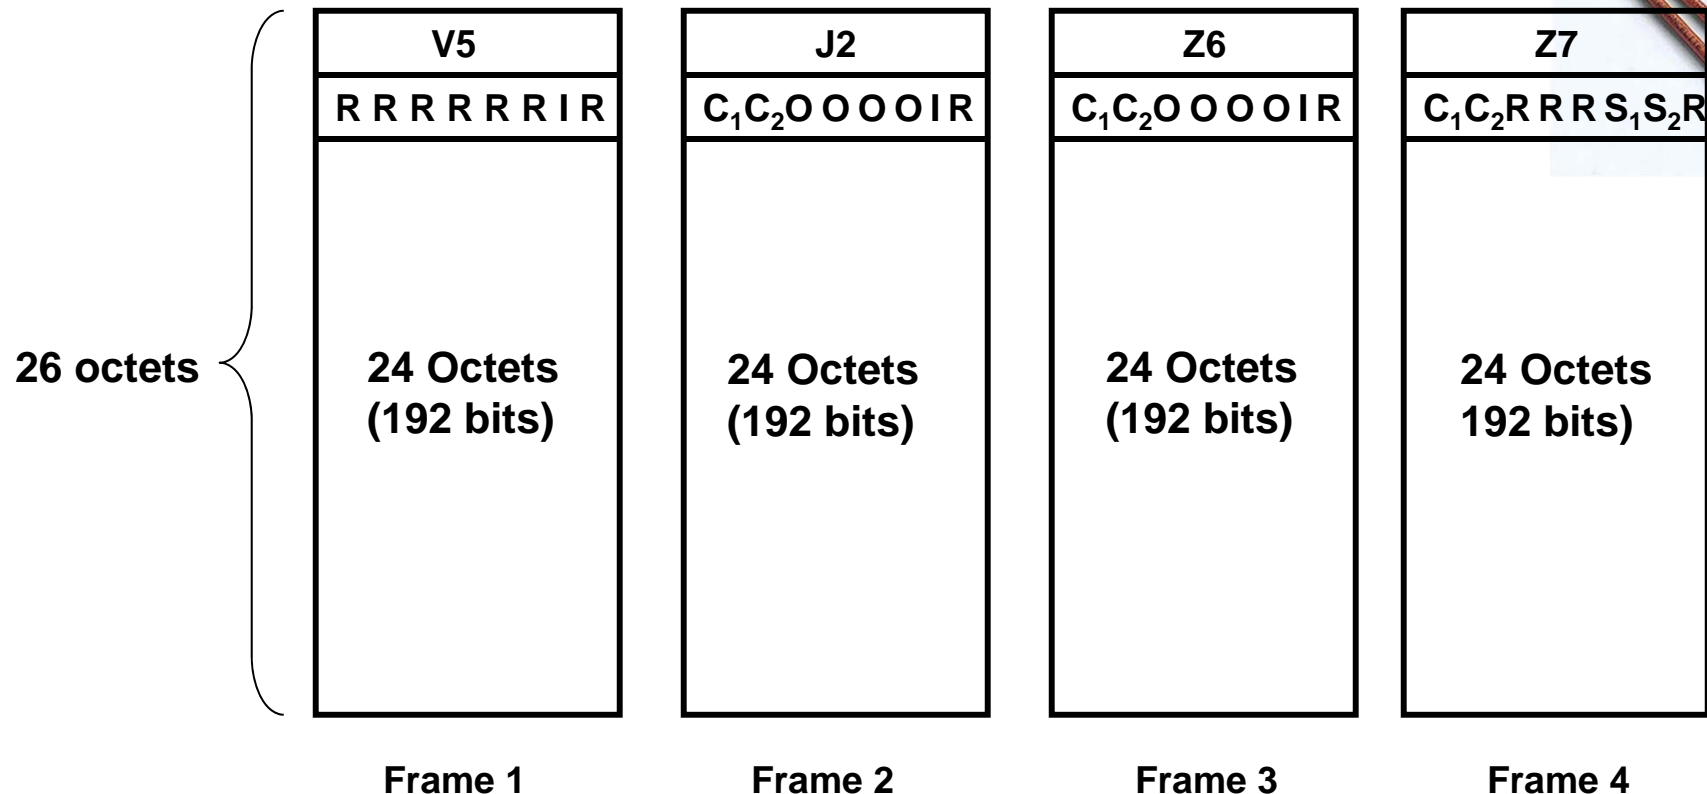 V5
J2
Z6
Z7
R R R R R R I R
C₁C₂O O O O I R
C₁C₂O O O O I R
C₁C₂R R R S₁S₂R
26 octets
24 Octets
(192 bits)
24 Octets
(192 bits)
24 Octets
(192 bits)
24 Octets
192 bits)
Frame 1
Frame 2
Frame 3
Frame 4